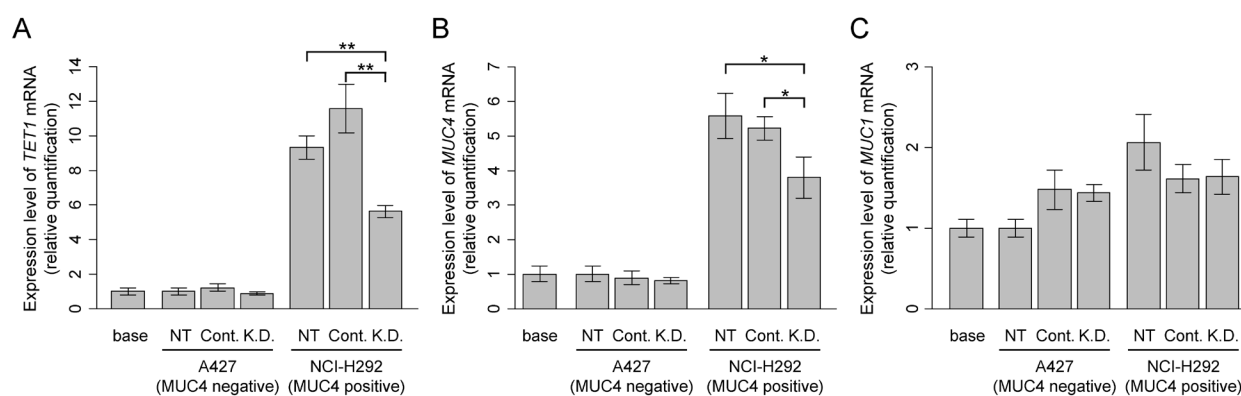 A
Expression level of TET1 mRNA
(relative quantification)
14
12
10
8
6
4
2
0
**
**
base
NT Cont. K.D.
A427
(MUC4 negative)
NT Cont. K.D.
NCI-H292
(MUC4 positive)
B
Expression level of MUC4 mRNA
(relative quantification)
7
6
5
4
3
2
1
0
*
*
base
NT Cont. K.D.
A427
(MUC4 negative)
NT Cont. K.D.
NCI-H292
(MUC4 positive)
C
Expression level of MUC1 mRNA
(relative quantification)
3
2
1
0
base
NT Cont. K.D.
A427
(MUC4 negative)
NT Cont. K.D.
NCI-H292
(MUC4 positive)